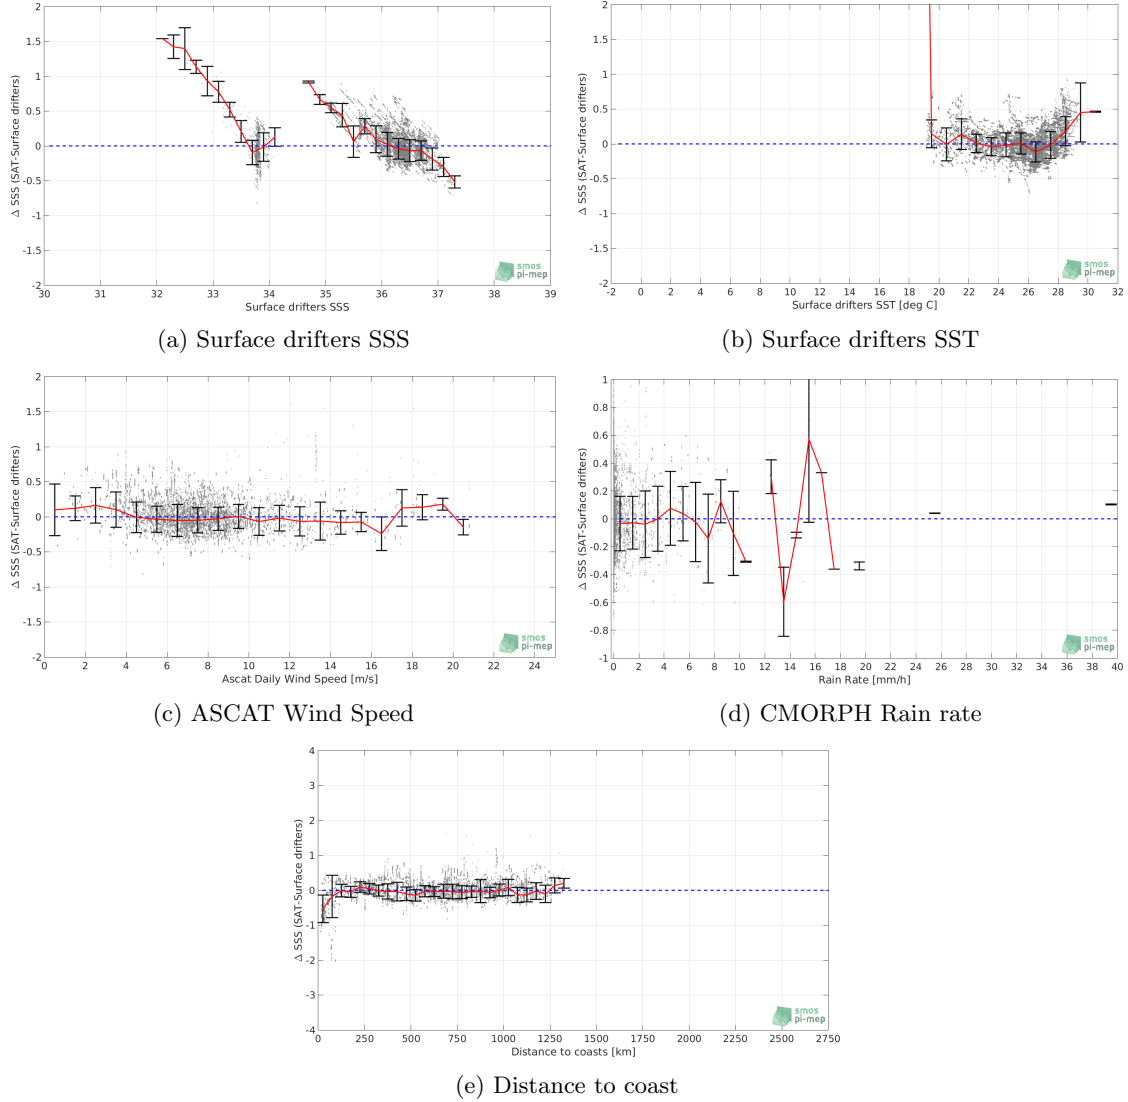 2
1.5
1
0.5
0
-0.5
-1
-1.5
-2
Δ SSS (SAT-Surface drifters)
30 31 32 33 34 35 36 37 38 39
Surface drifters SSS
smos
pi-mep
(a) Surface drifters SSS
2
1.5
1
0.5
0
-0.5
-1
-1.5
-2
Δ SSS (SAT-Surface drifters)
-2 0 2 4 6 8 10 12 14 16 18 20 22 24 26 28 30 32
Surface drifters SST [deg C]
smos
pi-mep
(b) Surface drifters SST
2
1.5
1
0.5
0
-0.5
-1
-1.5
-2
Δ SSS (SAT-Surface drifters)
0 2 4 6 8 10 12 14 16 18 20 22 24
Ascat Daily Wind Speed [m/s]
smos
pi-mep
(c) ASCAT Wind Speed
1
0.8
0.6
0.4
0.2
0
-0.2
-0.4
-0.6
-0.8
-1
Δ SSS (SAT-Surface drifters)
0 2 4 6 8 10 12 14 16 18 20 22 24 26 28 30 32 34 36 38 40
Rain Rate [mm/h]
smos
pi-mep
(d) CMORPH Rain rate
4
3
2
1
0
-1
-2
-3
-4
Δ SSS (SAT-Surface drifters)
0 250 500 750 1000 1250 1500 1750 2000 2250 2500 2750
Distance to coasts [km]
smos
pi-mep
(e) Distance to coast